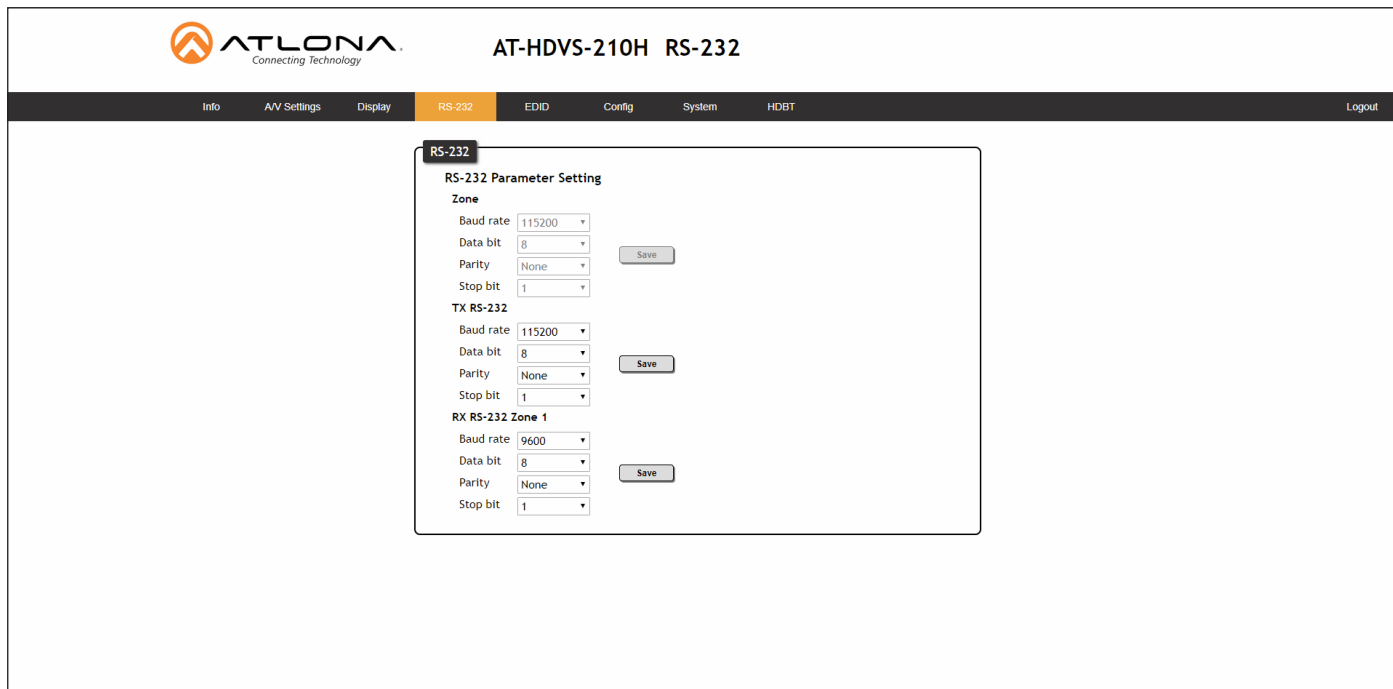 ATLONA.
Connecting Technology
AT-HDVS-210H RS-232
Info A/V Settings Display RS-232 EDID Config System HDBT Logout
RS-232
RS-232 Parameter Setting
Zone
Baud rate 115200
Data bit 8
Save
Parity None
Stop bit 1
TX RS-232
Baud rate 115200
Data bit 8
Save
Parity None
Stop bit 1
RX RS-232 Zone 1
Baud rate 9600
Data bit 8
Save
Parity None
Stop bit 1